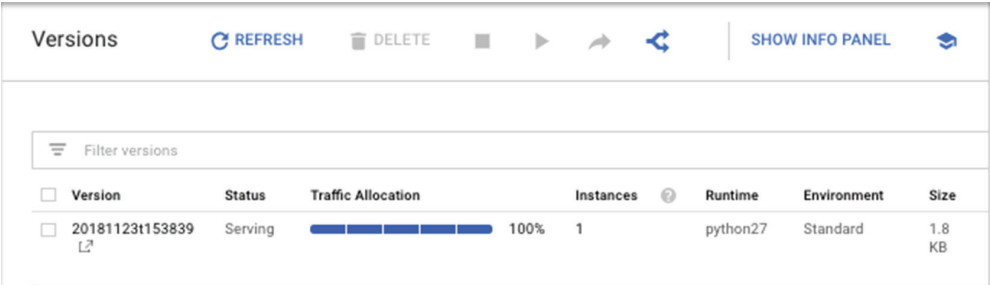 Versions REFRESH DELETE SHOW INFO PANEL
Filter versions
Version Status Traffic Allocation Instances ? Runtime Environment Size
20181123t153839 Serving 100% 1 python27 Standard 1.8
KB